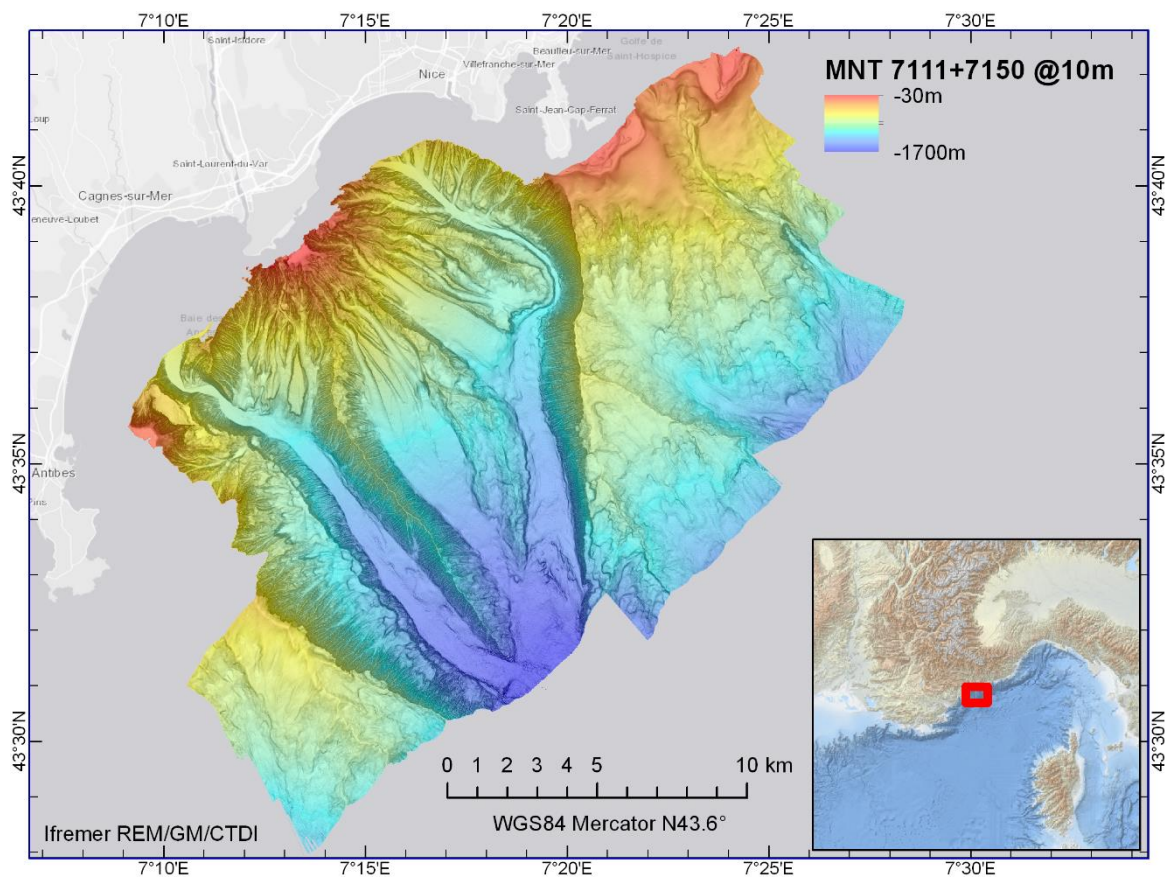 7°10'E 7°15'E 7°20'E 7°25'E 7°30'E
Saint-Isidore
Beaulieu-sur-Mer
Golfe de
Saint-Hospice
Villefranche-sur-Mer
Nice
MNT 7111+7150 @10m
-30m
-1700m
Saint-Jean-Cap-Ferrat
Loup
Saint-Laurent-du-Var
43°40'N
43°40'N
Cagnes-sur-Mer
eneuve-Loubet
Baie des
43°35'N
43°35'N
Antibes
Pins
43°30'N
43°30'N
0 1 2 3 4 5 10 km
WGS84 Mercator N43.6°
Ifremer REM/GM/CTDI
7°10'E 7°15'E 7°20'E 7°25'E 7°30'E